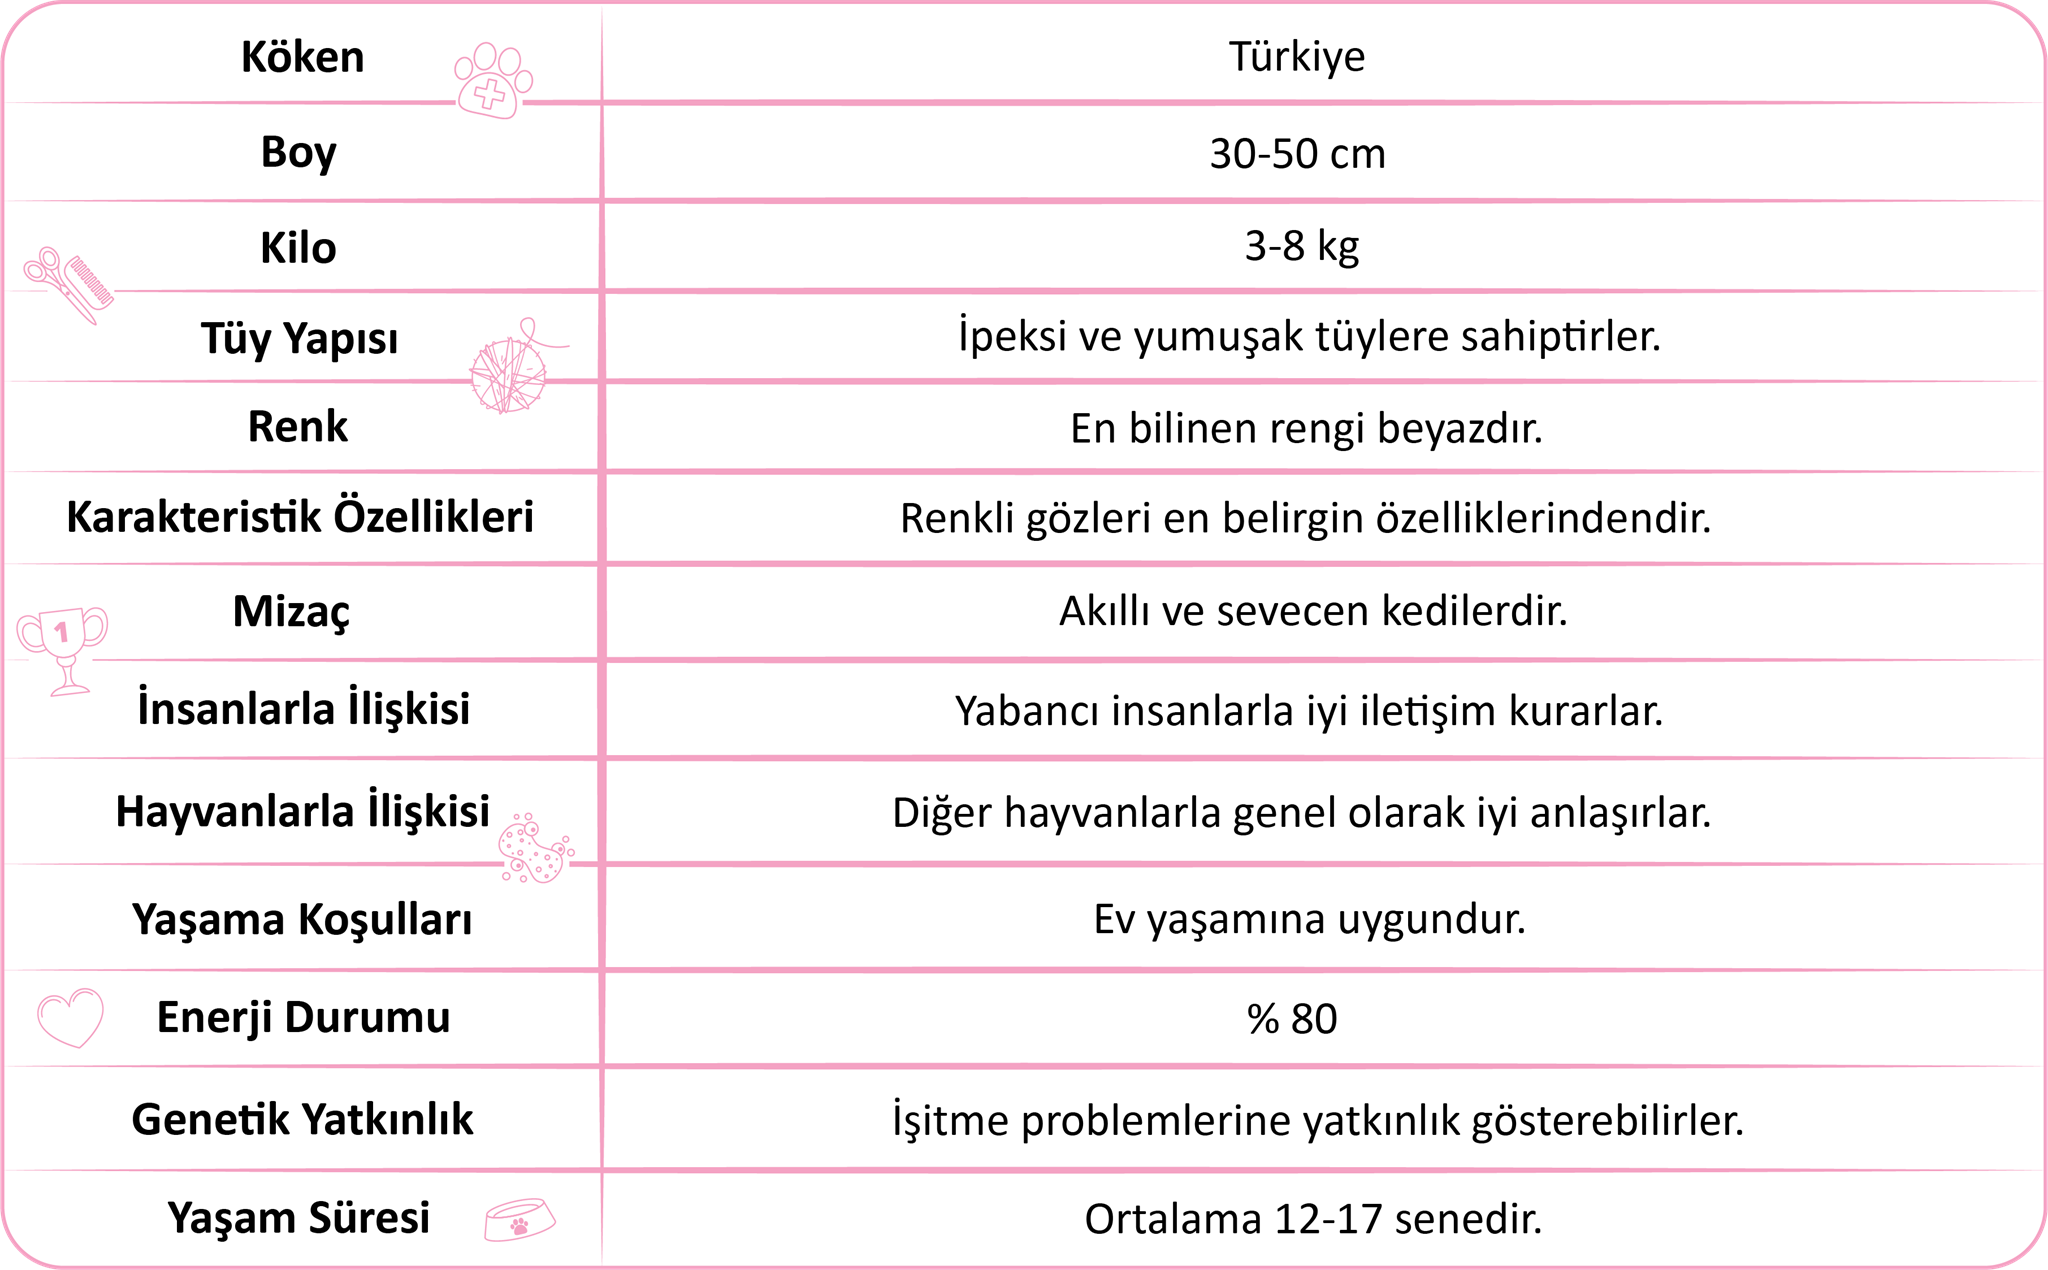 Köken
Türkiye
Boy
30-50 cm
Kilo
3-8 kg
Tüy Yapısı
İpeksi ve yumuşak tüylere sahiptirler.
Renk
En bilinen rengi beyazdır.
Karakteristik Özellikleri
Renkli gözleri en belirgin özelliklerindendir.
1
Mizaç
Akıllı ve sevecen kedilerdir.
İnsanlarla İlişkisi
Yabancı insanlarla iyi iletişim kurarlar.
Hayvanlarla İlişkisi
Diğer hayvanlarla genel olarak iyi anlaşırlar.
Yaşama Koşulları
Ev yaşamına uygundur.
Enerji Durumu
% 80
Genetik Yatkınlık
İşitme problemlerine yatkınlık gösterebilirler.
Yaşam Süresi
Ortalama 12-17 senedir.